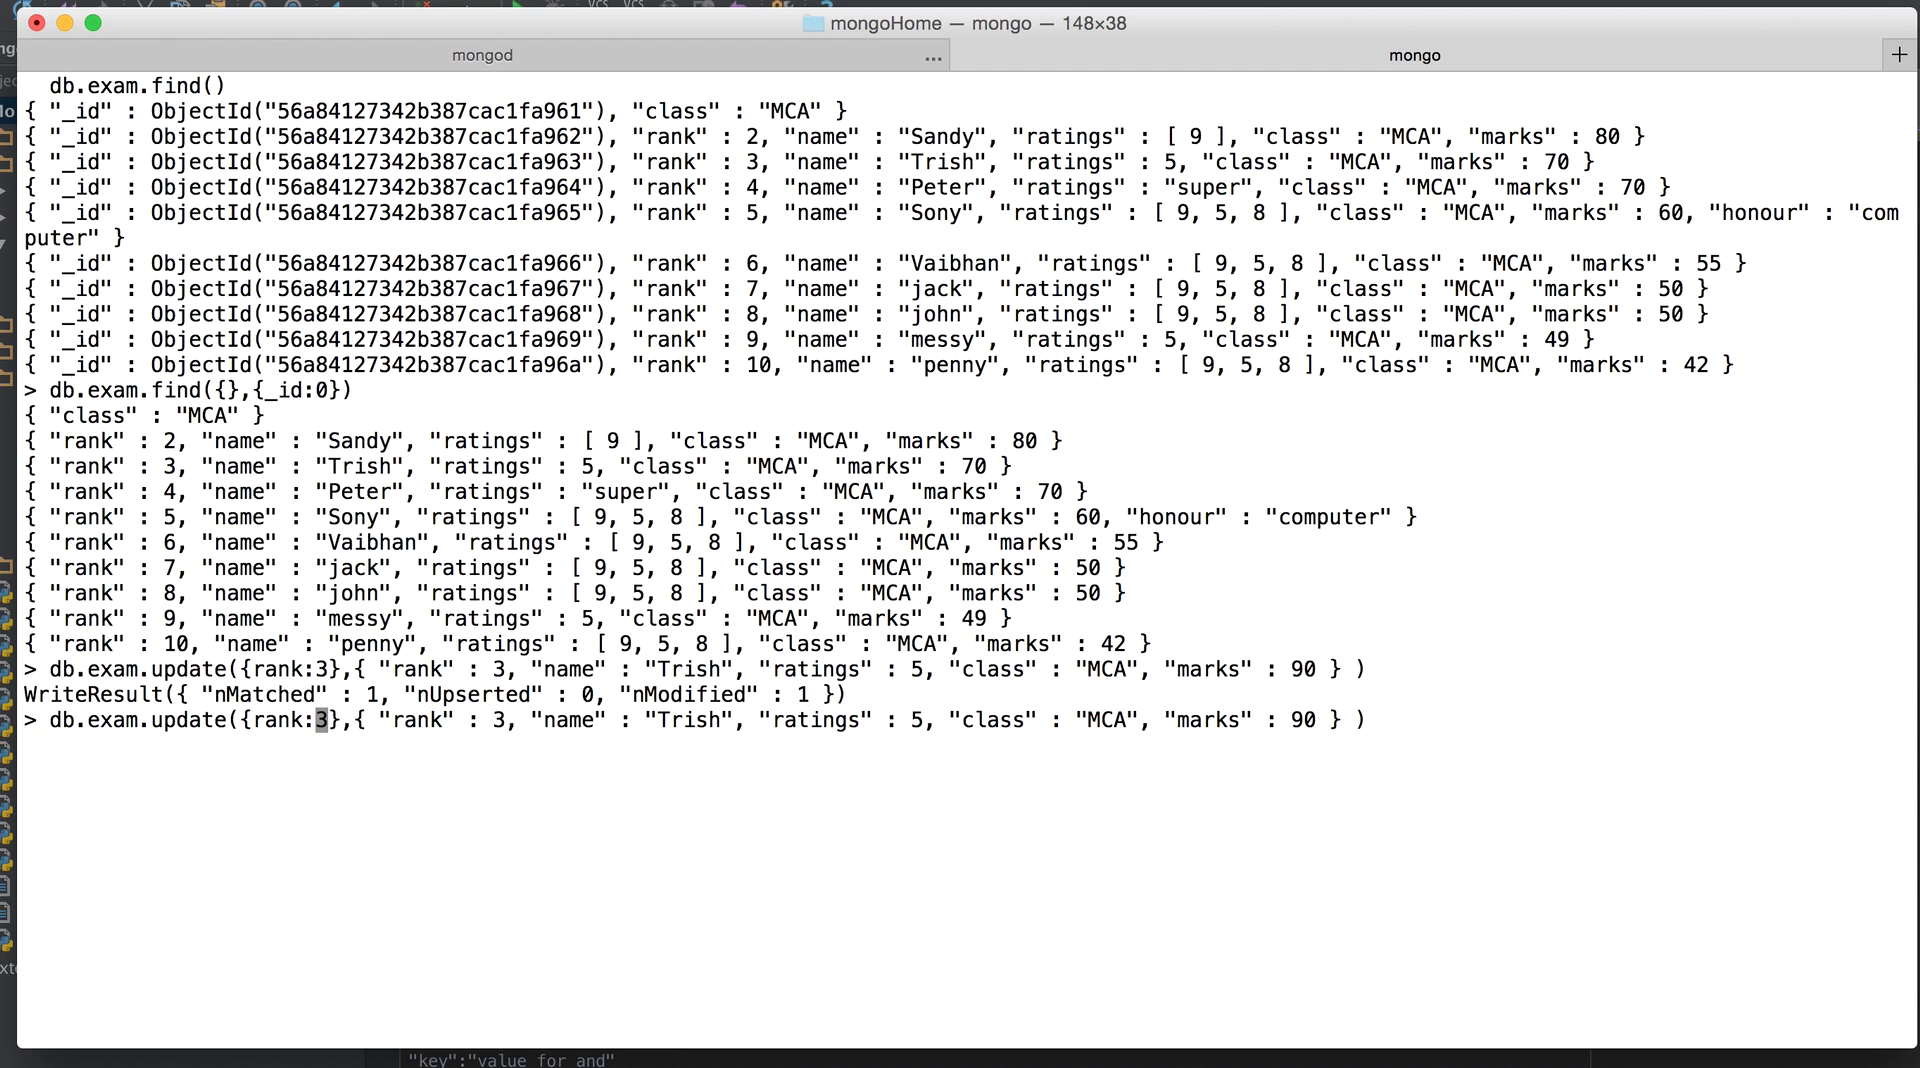 mongoHome — mongo — 148×38
mongod
...
mongo
+
db.exam.find()
{ "_id" : ObjectId("56a84127342b387cac1fa961"), "class" : "MCA" }
{ "_id" : ObjectId("56a84127342b387cac1fa962"), "rank" : 2, "name" : "Sandy", "ratings" : [ 9 ], "class" : "MCA", "marks" : 80 }
{ "_id" : ObjectId("56a84127342b387cac1fa963"), "rank" : 3, "name" : "Trish", "ratings" : 5, "class" : "MCA", "marks" : 70 }
{ "_id" : ObjectId("56a84127342b387cac1fa964"), "rank" : 4, "name" : "Peter", "ratings" : "super", "class" : "MCA", "marks" : 70 }
{ "_id" : ObjectId("56a84127342b387cac1fa965"), "rank" : 5, "name" : "Sony", "ratings" : [ 9, 5, 8 ], "class" : "MCA", "marks" : 60, "honour" : "com
puter" }
{ "_id" : ObjectId("56a84127342b387cac1fa966"), "rank" : 6, "name" : "Vaibhan", "ratings" : [ 9, 5, 8 ], "class" : "MCA", "marks" : 55 }
{ "_id" : ObjectId("56a84127342b387cac1fa967"), "rank" : 7, "name" : "jack", "ratings" : [ 9, 5, 8 ], "class" : "MCA", "marks" : 50 }
{ "_id" : ObjectId("56a84127342b387cac1fa968"), "rank" : 8, "name" : "john", "ratings" : [ 9, 5, 8 ], "class" : "MCA", "marks" : 50 }
{ "_id" : ObjectId("56a84127342b387cac1fa969"), "rank" : 9, "name" : "messy", "ratings" : 5, "class" : "MCA", "marks" : 49 }
{ "_id" : ObjectId("56a84127342b387cac1fa96a"), "rank" : 10, "name" : "penny", "ratings" : [ 9, 5, 8 ], "class" : "MCA", "marks" : 42 }
> db.exam.find({},{_id:0})
{ "class" : "MCA" }
{ "rank" : 2, "name" : "Sandy", "ratings" : [ 9 ], "class" : "MCA", "marks" : 80 }
{ "rank" : 3, "name" : "Trish", "ratings" : 5, "class" : "MCA", "marks" : 70 }
{ "rank" : 4, "name" : "Peter", "ratings" : "super", "class" : "MCA", "marks" : 70 }
{ "rank" : 5, "name" : "Sony", "ratings" : [ 9, 5, 8 ], "class" : "MCA", "marks" : 60, "honour" : "computer" }
{ "rank" : 6, "name" : "Vaibhan", "ratings" : [ 9, 5, 8 ], "class" : "MCA", "marks" : 55 }
{ "rank" : 7, "name" : "jack", "ratings" : [ 9, 5, 8 ], "class" : "MCA", "marks" : 50 }
{ "rank" : 8, "name" : "john", "ratings" : [ 9, 5, 8 ], "class" : "MCA", "marks" : 50 }
{ "rank" : 9, "name" : "messy", "ratings" : 5, "class" : "MCA", "marks" : 49 }
{ "rank" : 10, "name" : "penny", "ratings" : [ 9, 5, 8 ], "class" : "MCA", "marks" : 42 }
> db.exam.update({rank:3},{ "rank" : 3, "name" : "Trish", "ratings" : 5, "class" : "MCA", "marks" : 90 } )
WriteResult({ "nMatched" : 1, "nUpserted" : 0, "nModified" : 1 })
> db.exam.update({rank:3},{ "rank" : 3, "name" : "Trish", "ratings" : 5, "class" : "MCA", "marks" : 90 } )
"key":"value for and"